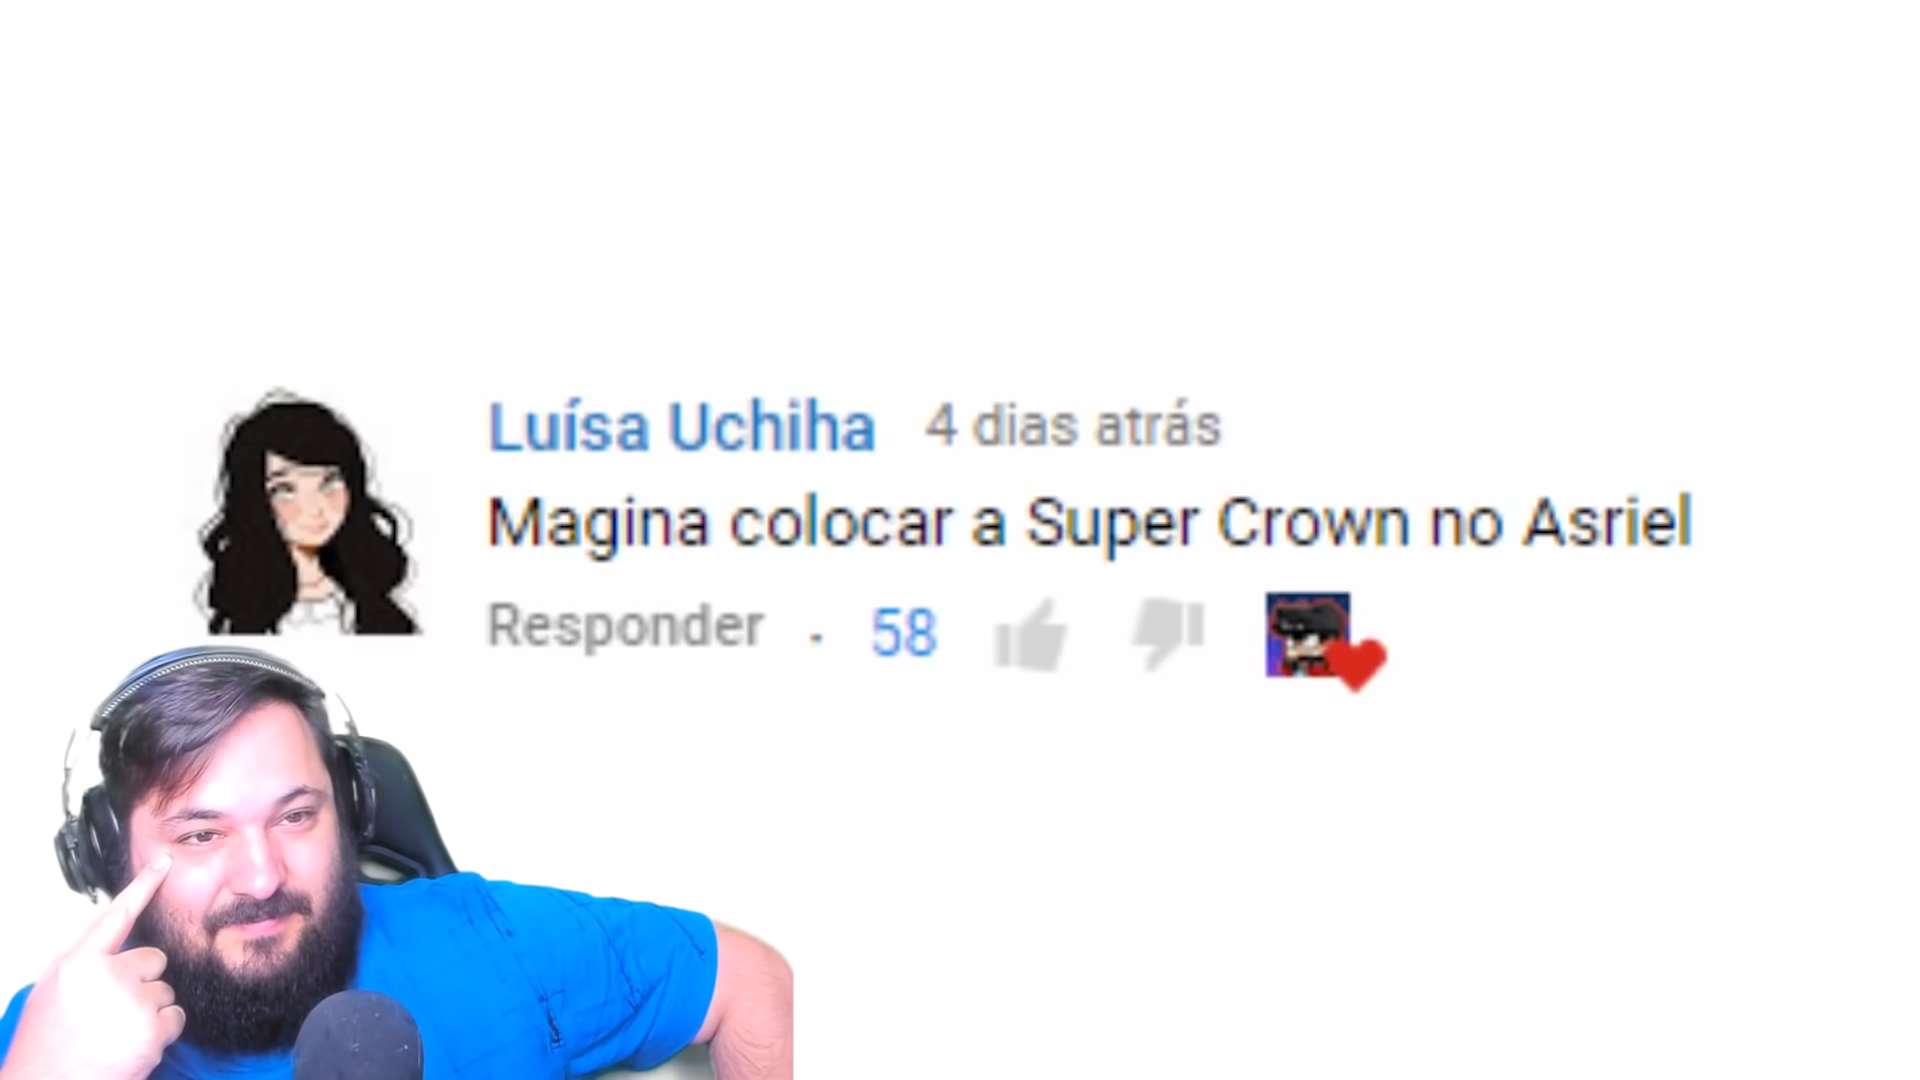 Luísa Uchiha 4 dias atrás
Magina colocar a Super Crown no Asriel
Responder · 58